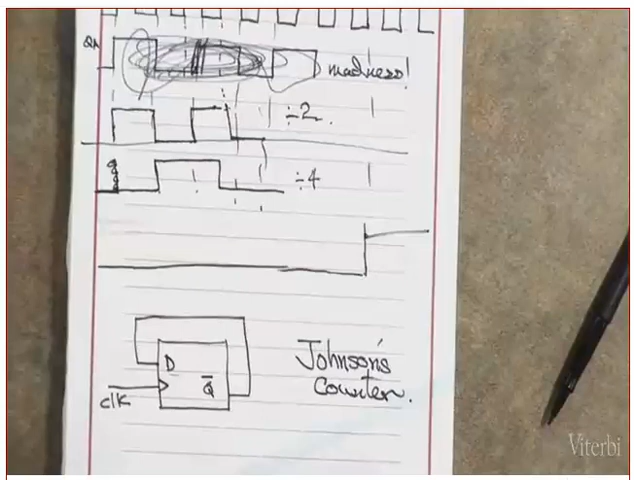 QA
madness!
÷2
÷4
D
Q̅
clk
Johnson's
Counter.
Viterbi